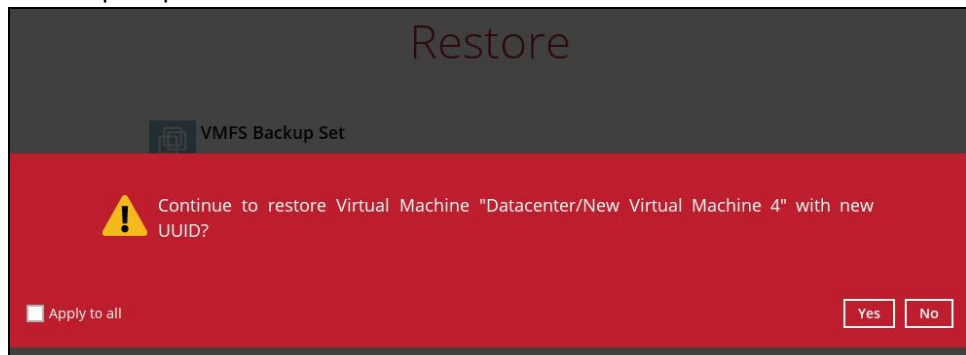 Restore
VMFS Backup Set
Continue to restore Virtual Machine "Datacenter/New Virtual Machine 4" with new
UUID?
Apply to all
Yes No